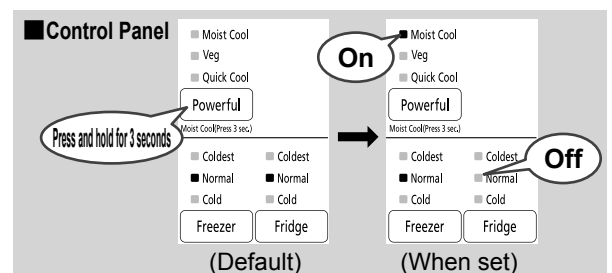 ■Control Panel
Moist Cool
Veg
Quick Cool
Powerful
Press and hold for 3 seconds
Moist Cool(Press 3 sec.)
Coldest Coldest
Normal Normal
Cold Cold
Freezer Fridge
(Default)
On
Moist Cool
Veg
Quick Cool
Powerful
Moist Cool(Press 3 sec.)
Coldest Coldest
Off
Normal Normal
Cold Cold
Freezer Fridge
(When set)